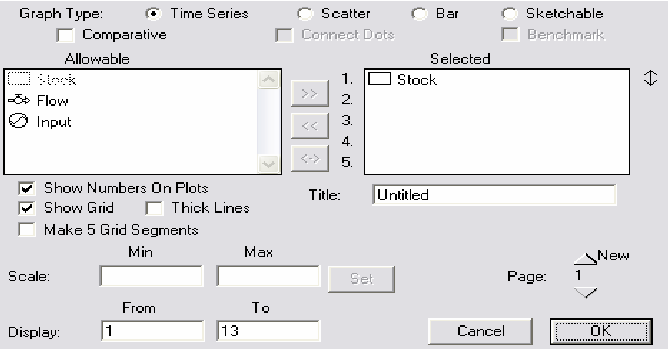 Graph Type: Time Series Scatter Bar Sketchable
Comparative Connect Dots Benchmark
Allowable Selected
Stock >> 1. Stock
Flow 2.
Input << 3.
4.
<-> 5.
Show Numbers On Plots
Title: Untitled
Show Grid Thick Lines
Make 5 Grid Segments
Min Max New
Scale: Set Page: 1
From To
Display: 1 13 Cancel OK